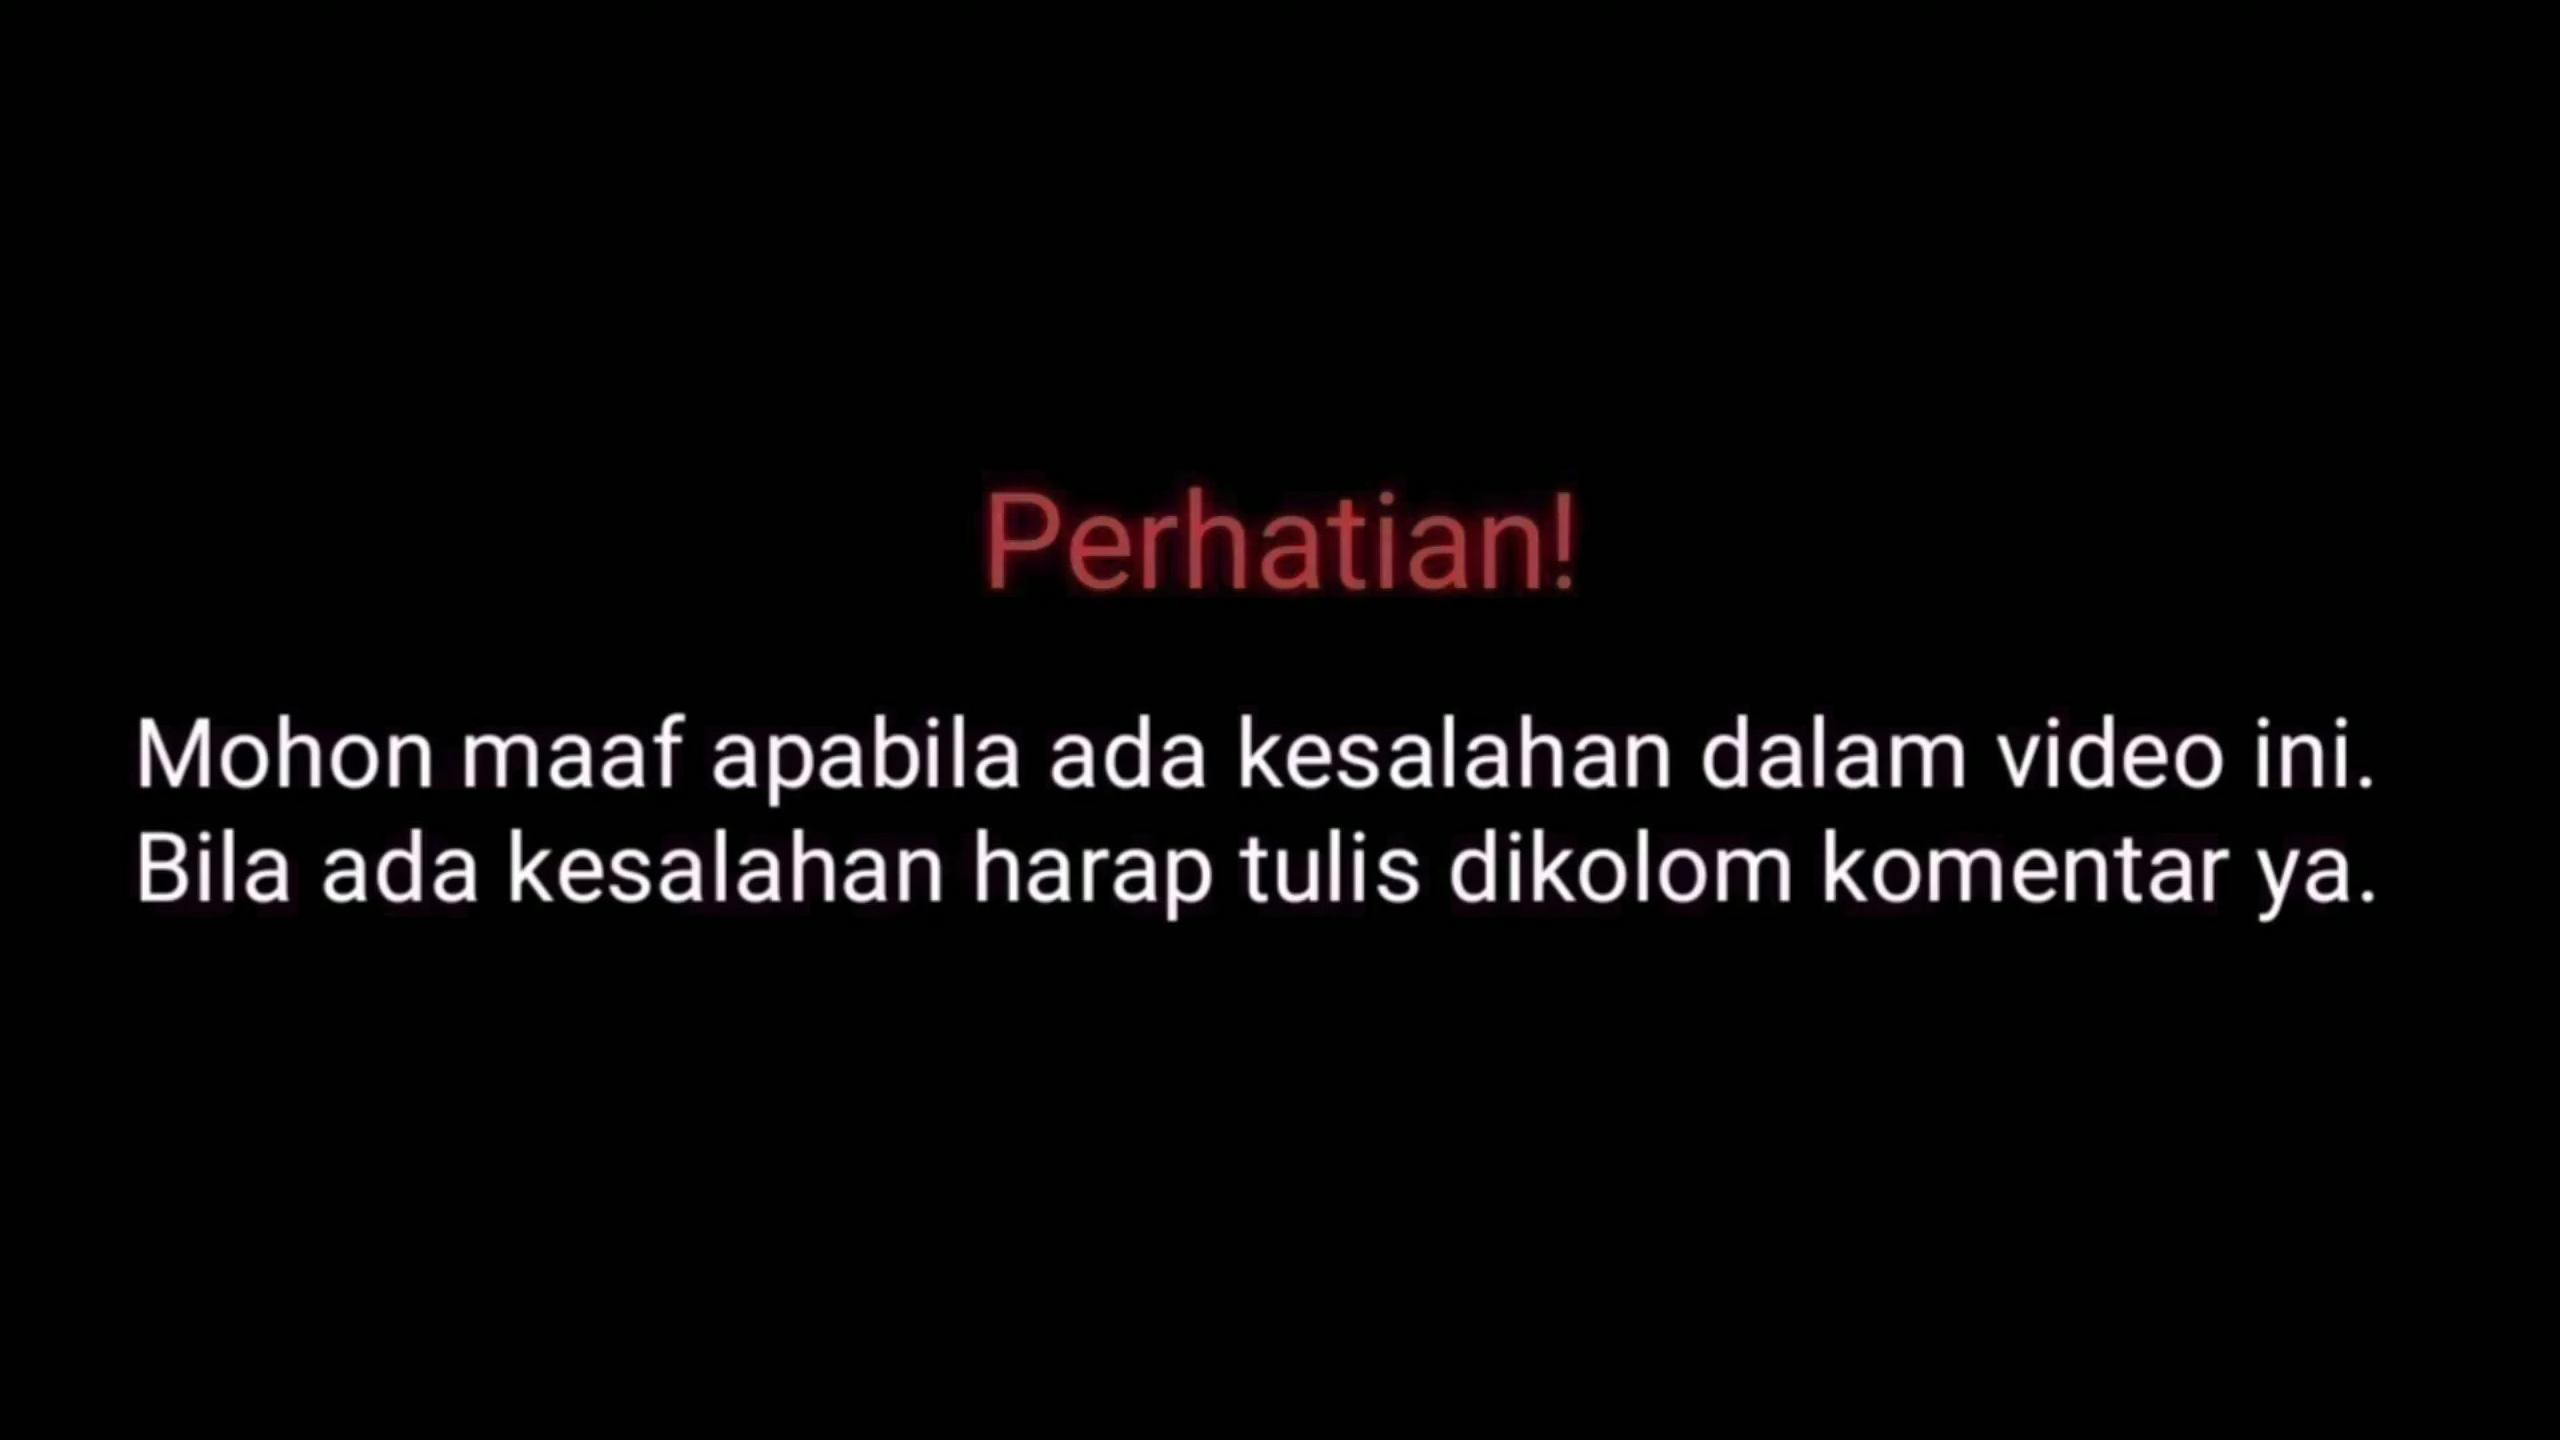 Perhatian!
Mohon maaf apabila ada kesalahan dalam video ini.
Bila ada kesalahan harap tulis dikolom komentar ya.